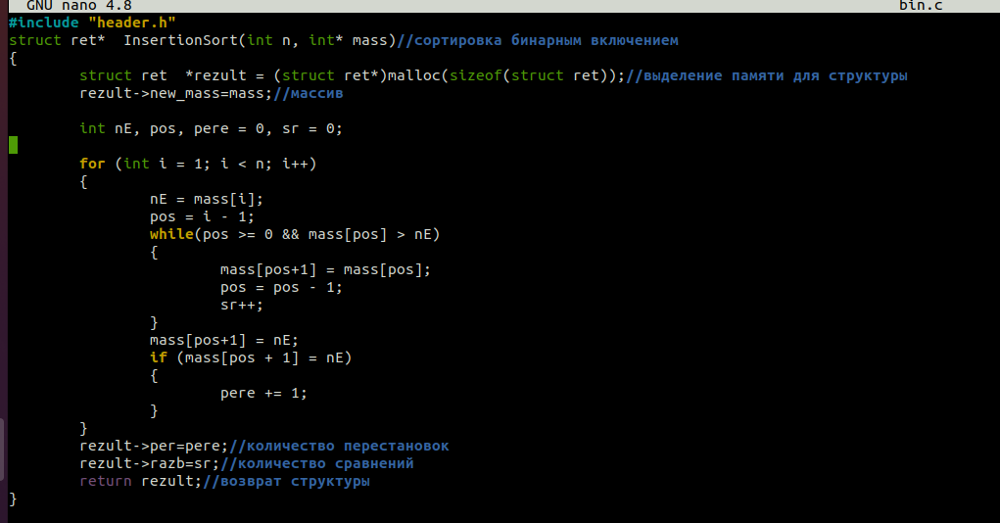 GNU nano 4.8 bin.c
#include "header.h"
struct ret*  InsertionSort(int n, int* mass)//сортировка бинарным включением
{
        struct ret  *rezult = (struct ret*)malloc(sizeof(struct ret));//выделение памяти для структуры
        rezult->new_mass=mass;//массив
        int nE, pos, pere = 0, sr = 0;
        for (int i = 1; i < n; i++)
        {
                nE = mass[i];
                pos = i - 1;
                while(pos >= 0 && mass[pos] > nE)
                {
                        mass[pos+1] = mass[pos];
                        pos = pos - 1;
                        sr++;
                }
                mass[pos+1] = nE;
                if (mass[pos + 1] = nE)
                {
                        pere += 1;
                }
        }
        rezult->per=pere;//количество перестановок
        rezult->razb=sr;//количество сравнений
        return rezult;//возврат структуры
}